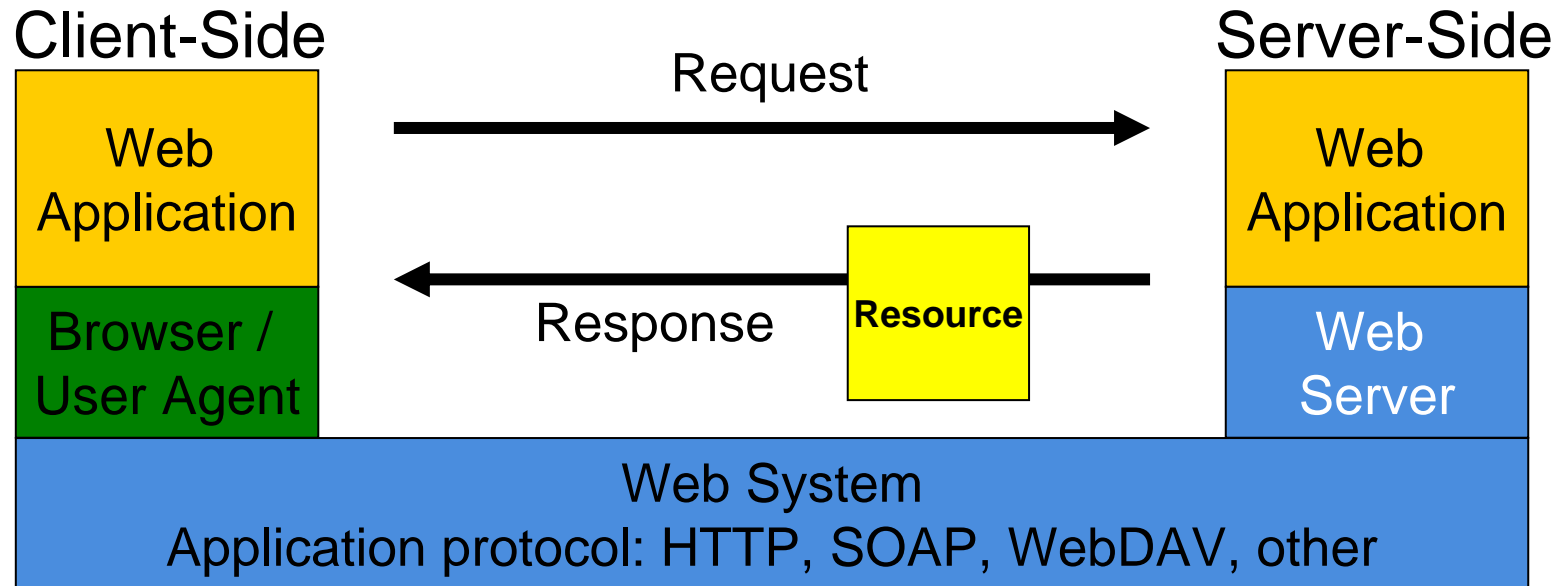 Client-Side
Server-Side
Request
Web
Application
Web
Application
Response
Resource
Browser /
User Agent
Web
Server
Web System
Application protocol: HTTP, SOAP, WebDAV, other